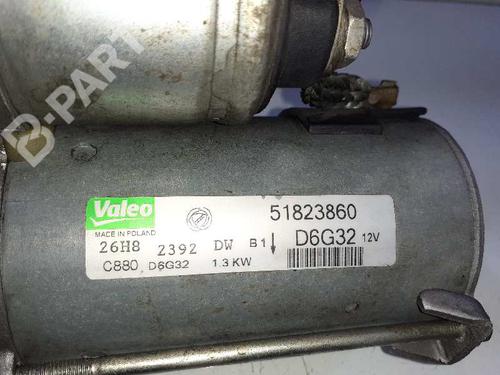 B-PARTS
Valeo
MADE IN POLAND
51823860
26H8 2392 DW B1↓ D6G32 12V
C880 D6G32 1.3 KW